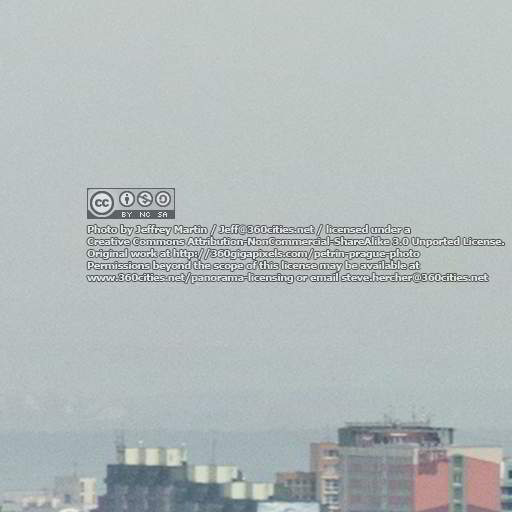 cc BY NC SA
Photo by Jeffrey Martin / Jeff@360cities.net / licensed under a
Creative Commons Attribution-NonCommercial-ShareAlike 3.0 Unported License.
Original work at http://360gigapixels.com/petrin-prague-photo
Permissions beyond the scope of this license may be available at
www.360cities.net/panorama-licensing or email steve.hercher@360cities.net